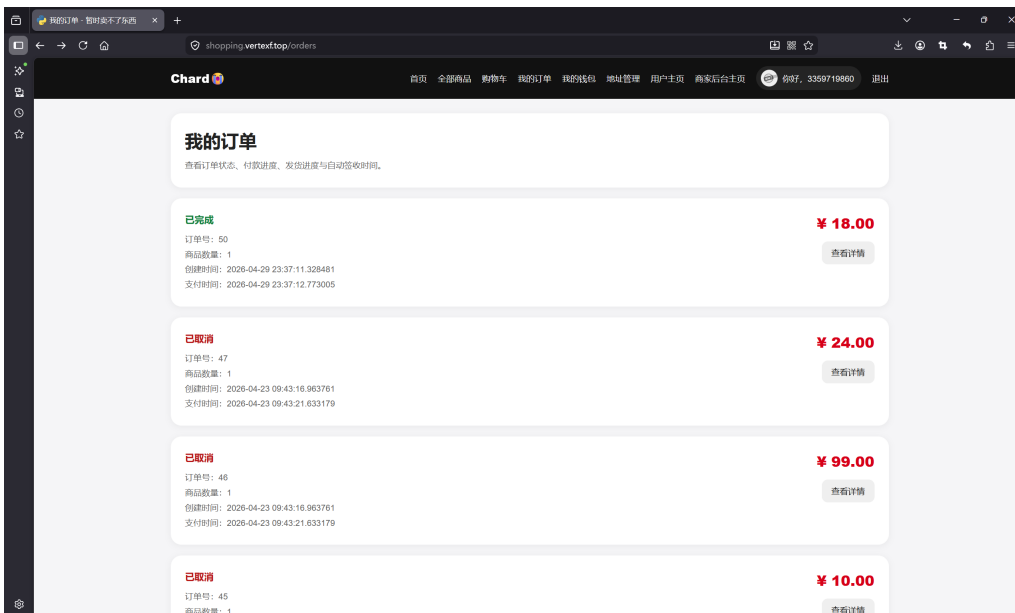 我的订单 - 暂时卖不了东西
shopping.vertexf.top/orders
Chard😭
首页 全部商品 购物车 我的订单 我的钱包 地址管理 用户主页 商家后台主页 你好，3359719860 退出
我的订单
查看订单状态、付款进度、发货进度与自动签收时间。
已完成
¥ 18.00
订单号：50
商品数量：1
创建时间：2026-04-29 23:37:11.328481
支付时间：2026-04-29 23:37:12.773005
查看详情
已取消
¥ 24.00
订单号：47
商品数量：1
创建时间：2026-04-23 09:43:16.963761
支付时间：2026-04-23 09:43:21.633179
查看详情
已取消
¥ 99.00
订单号：46
商品数量：1
创建时间：2026-04-23 09:43:16.963761
支付时间：2026-04-23 09:43:21.633179
查看详情
已取消
¥ 10.00
订单号：45
商品数量：1
查看详情